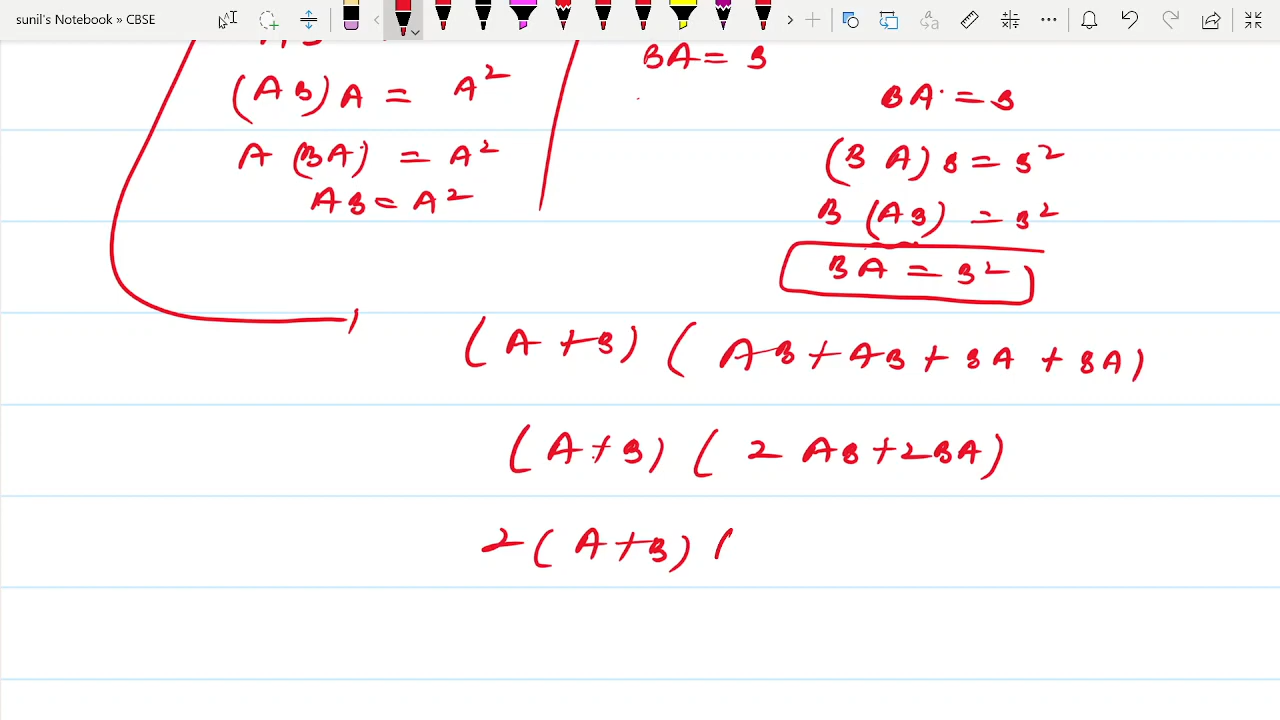 sunil's Notebook » CBSE
(AB)A = A²
A(BA) = A²
AB = A²
BA = B
BA = B
(BA)B = B²
B(AB) = B²
BA = B²
(A+B)(AB+AB+BA+BA)
(A+B)(2AB+2BA)
2(A+B)(